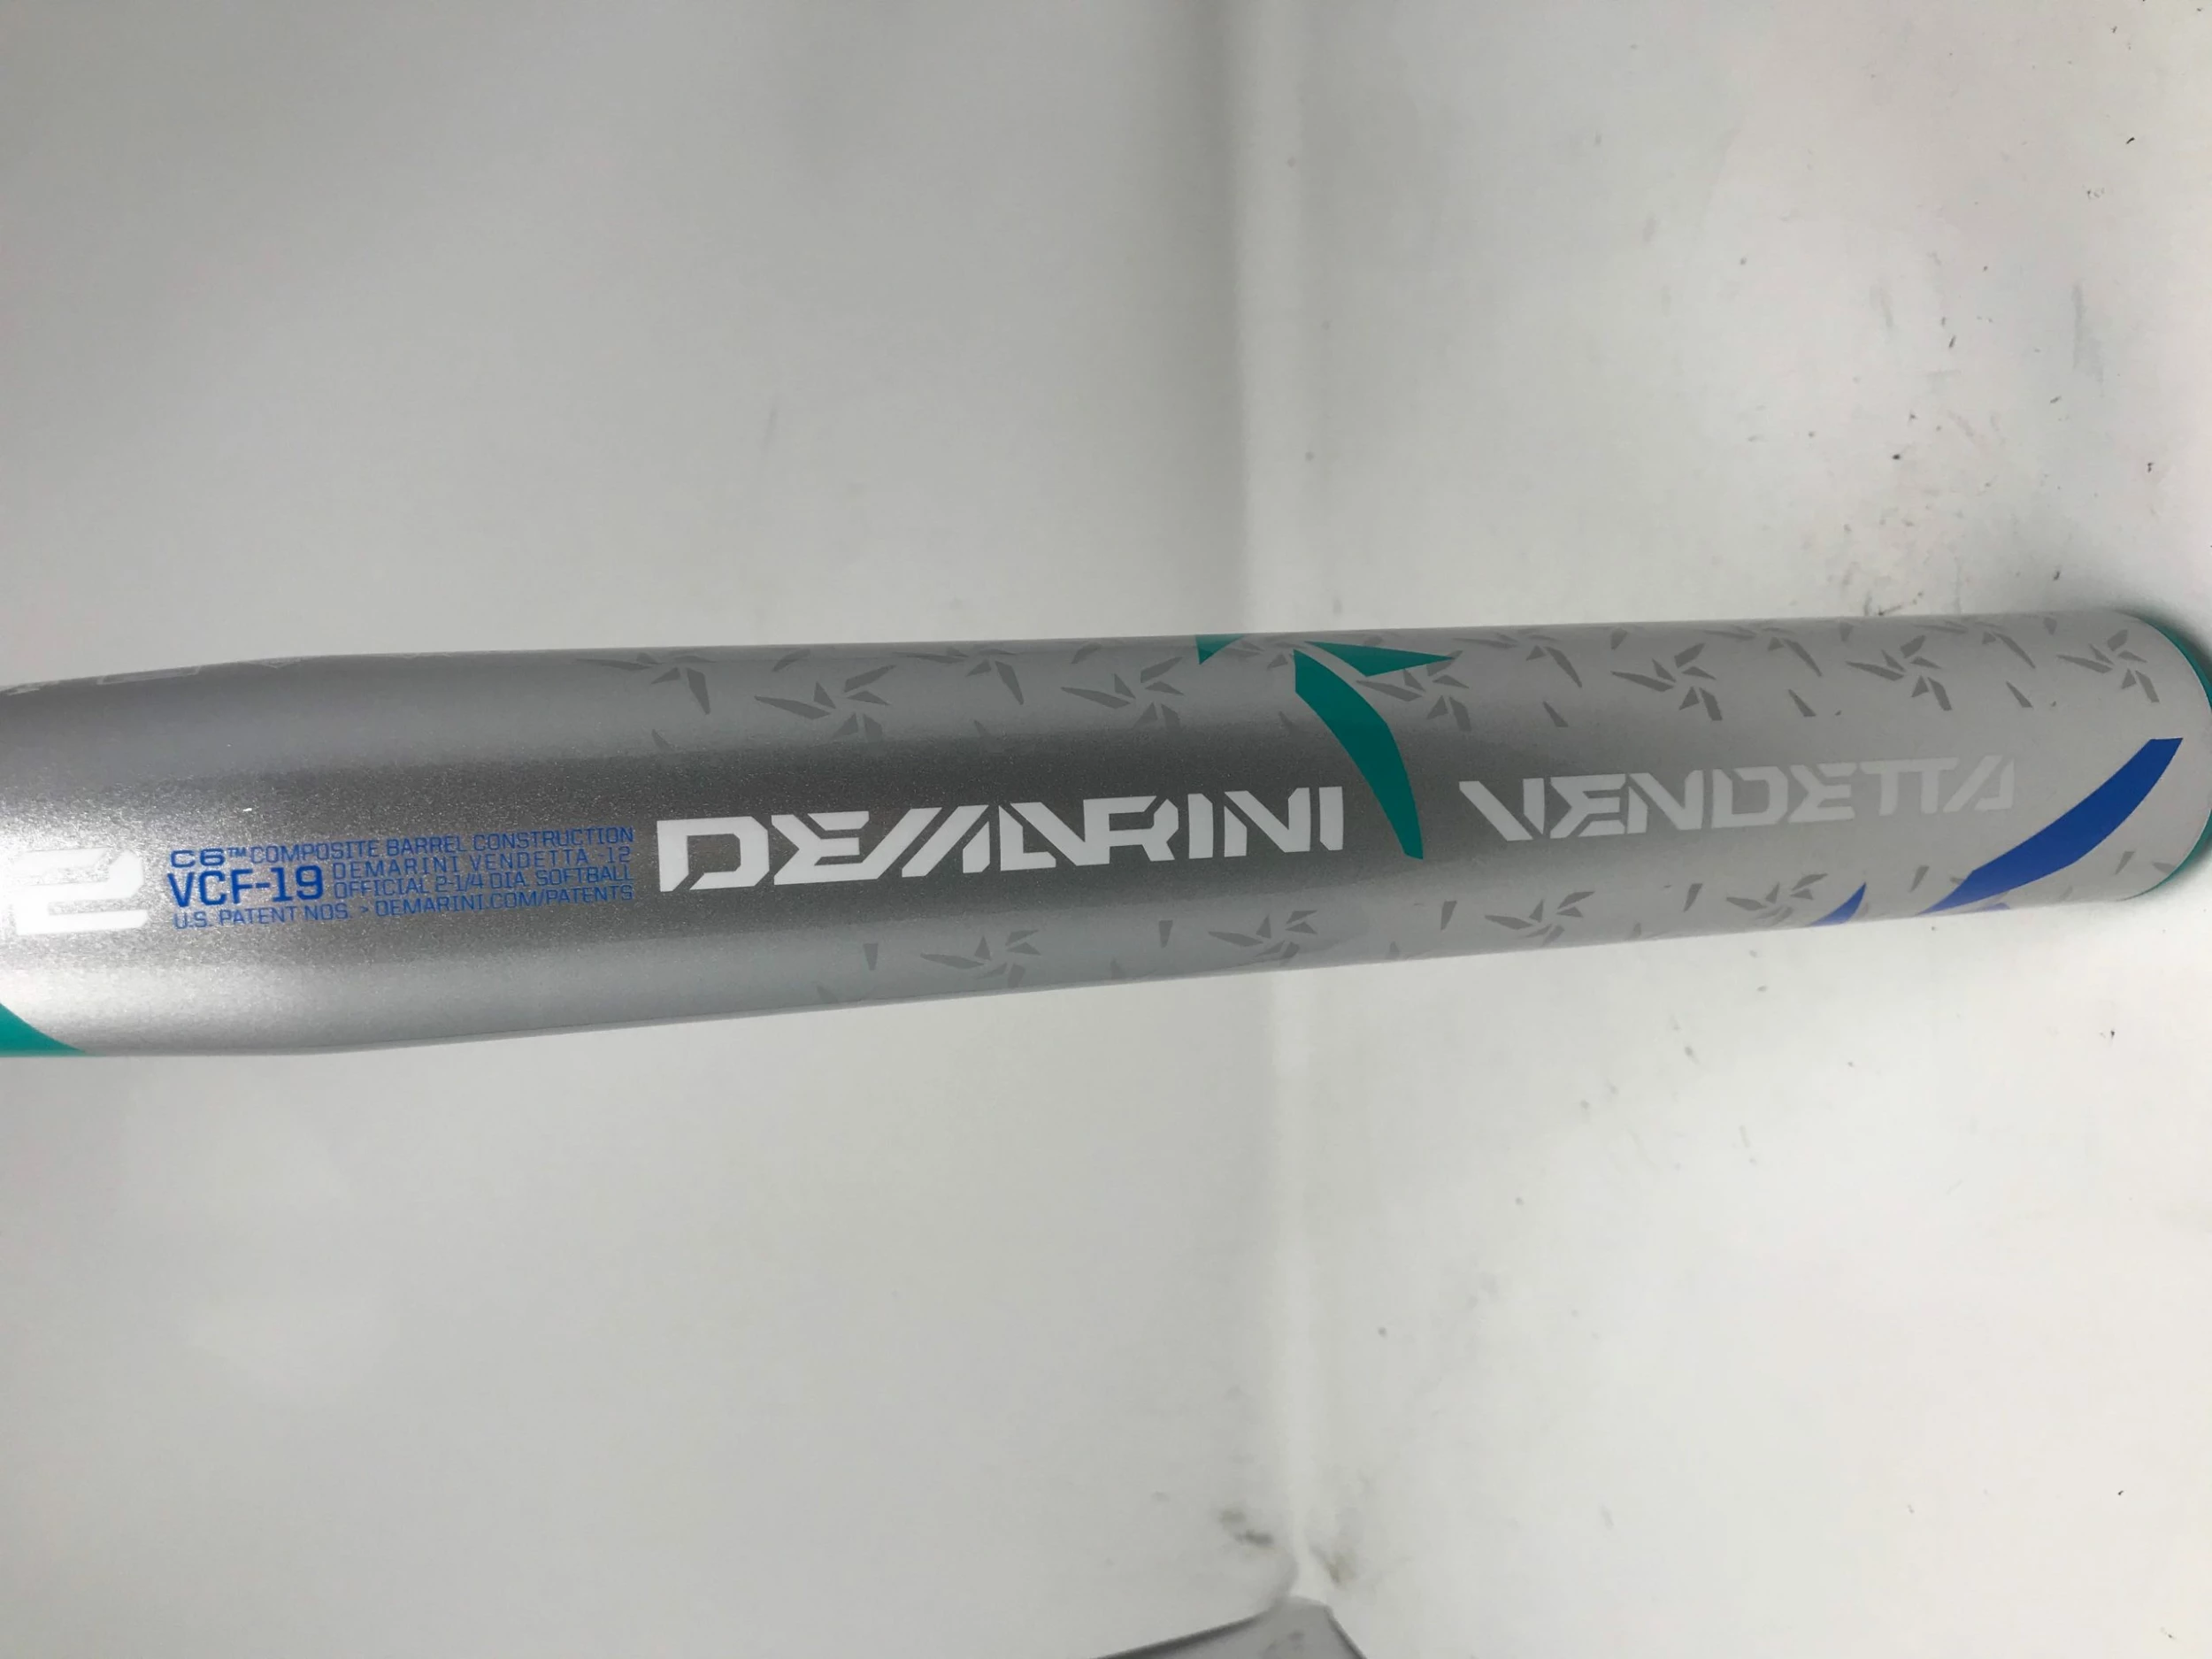 C6™ COMPOSITE BARREL CONSTRUCTION
VCF-19 DEMARINI VENDETTA -12
OFFICIAL 2-1/4 DIA. SOFTBALL
U.S. PATENT NOS. > DEMARINI.COM/PATENTS
DEMARINI
VENDETTA